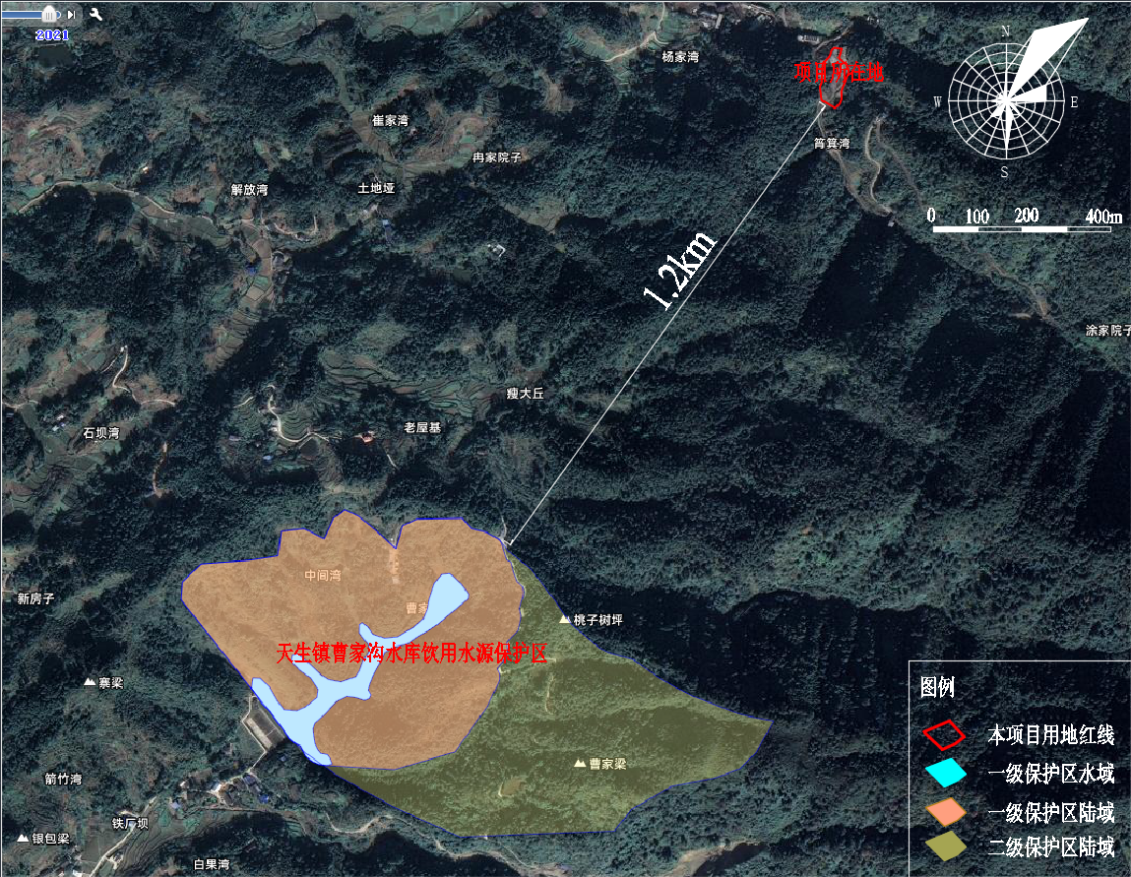 2021
杨家湾
项目所在地
N
W
E
S
崔家湾
冉家院子
筲箕湾
解放湾
土地垭
0 100 200 400m
1.2km
涂家院子
瘦大丘
石坝湾
老屋基
中间湾
新房子
曹家
桃子树坪
天生镇曹家沟水库饮用水源保护区
寨梁
图例
本项目用地红线
一级保护区水域
一级保护区陆域
二级保护区陆域
曹家梁
箭竹湾
铁厂坝
银包梁
白果湾